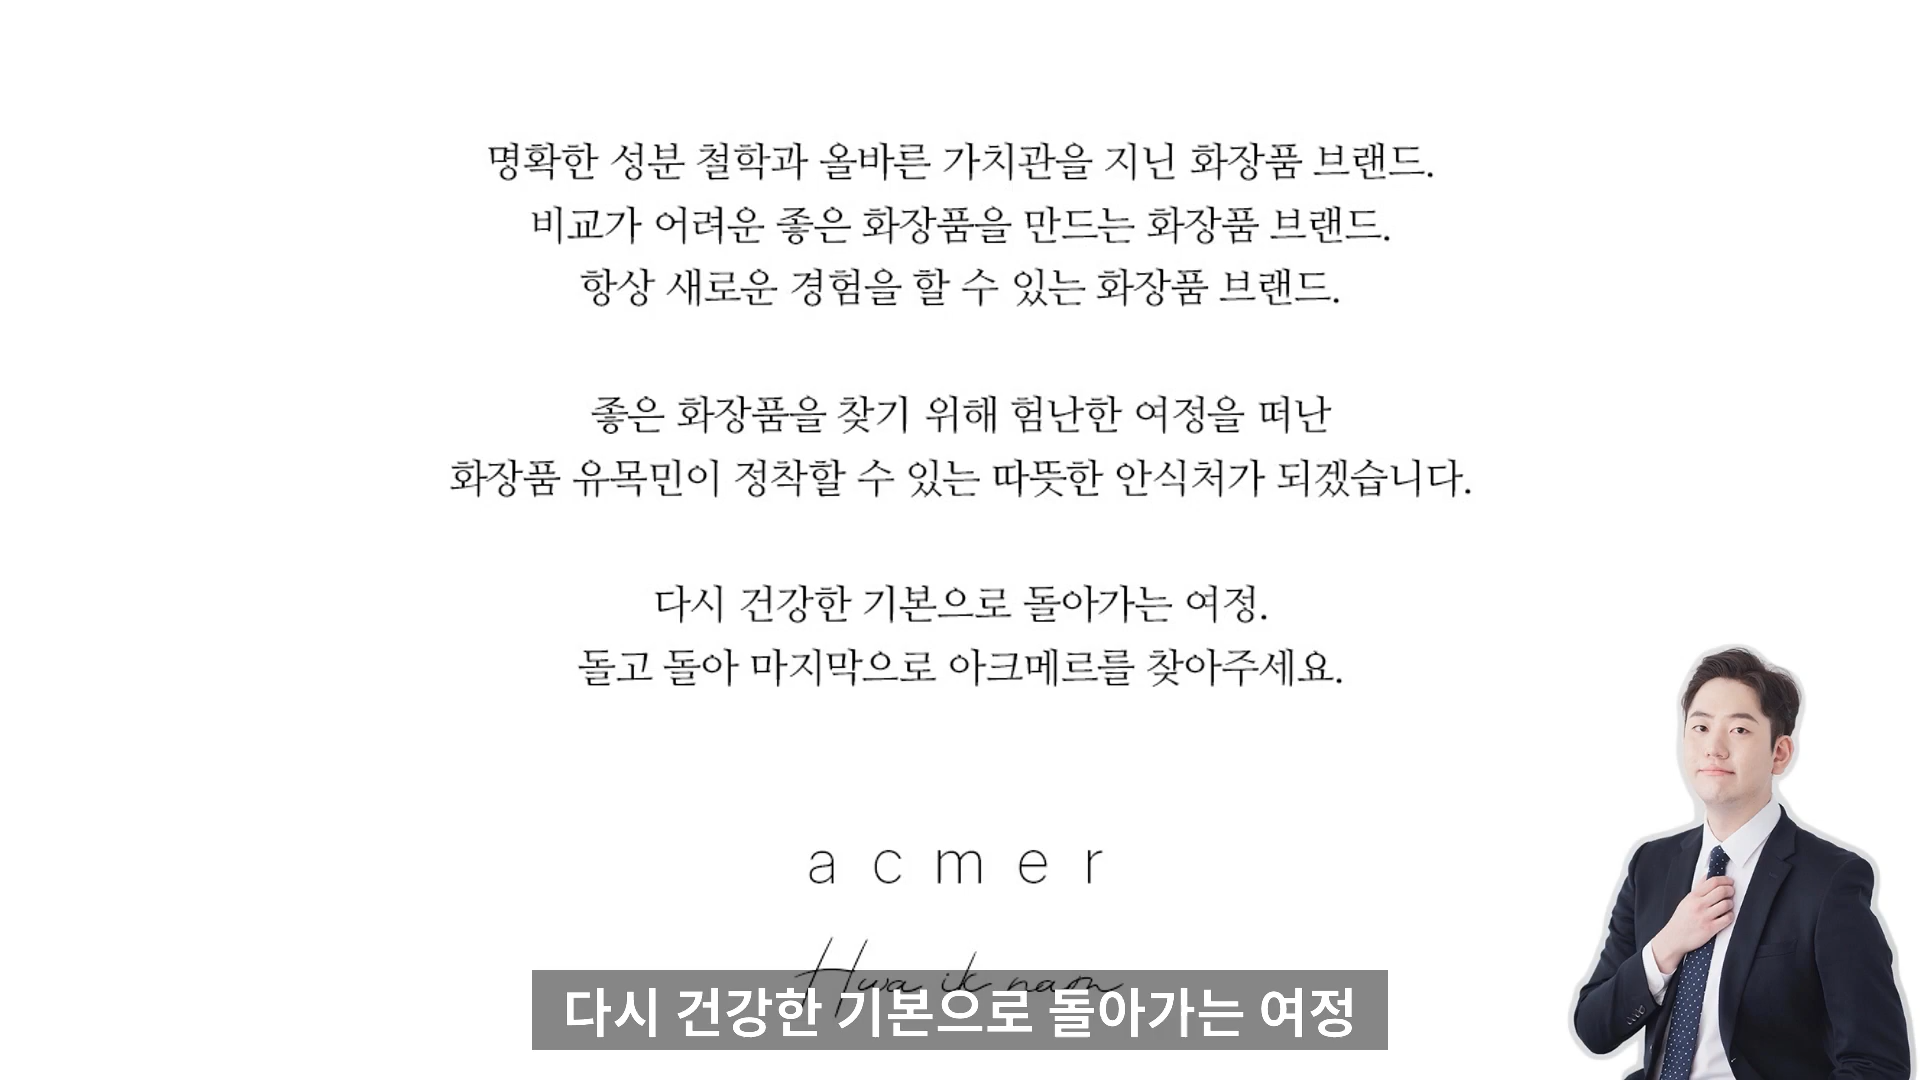 명확한 성분 철학과 올바른 가치관을 지닌 화장품 브랜드.
비교가 어려운 좋은 화장품을 만드는 화장품 브랜드.
항상 새로운 경험을 할 수 있는 화장품 브랜드.
좋은 화장품을 찾기 위해 험난한 여정을 떠난
화장품 유목민이 정착할 수 있는 따뜻한 안식처가 되겠습니다.
다시 건강한 기본으로 돌아가는 여정.
돌고 돌아 마지막으로 아크메르를 찾아주세요.
acmer
Hwa ik nam
다시 건강한 기본으로 돌아가는 여정